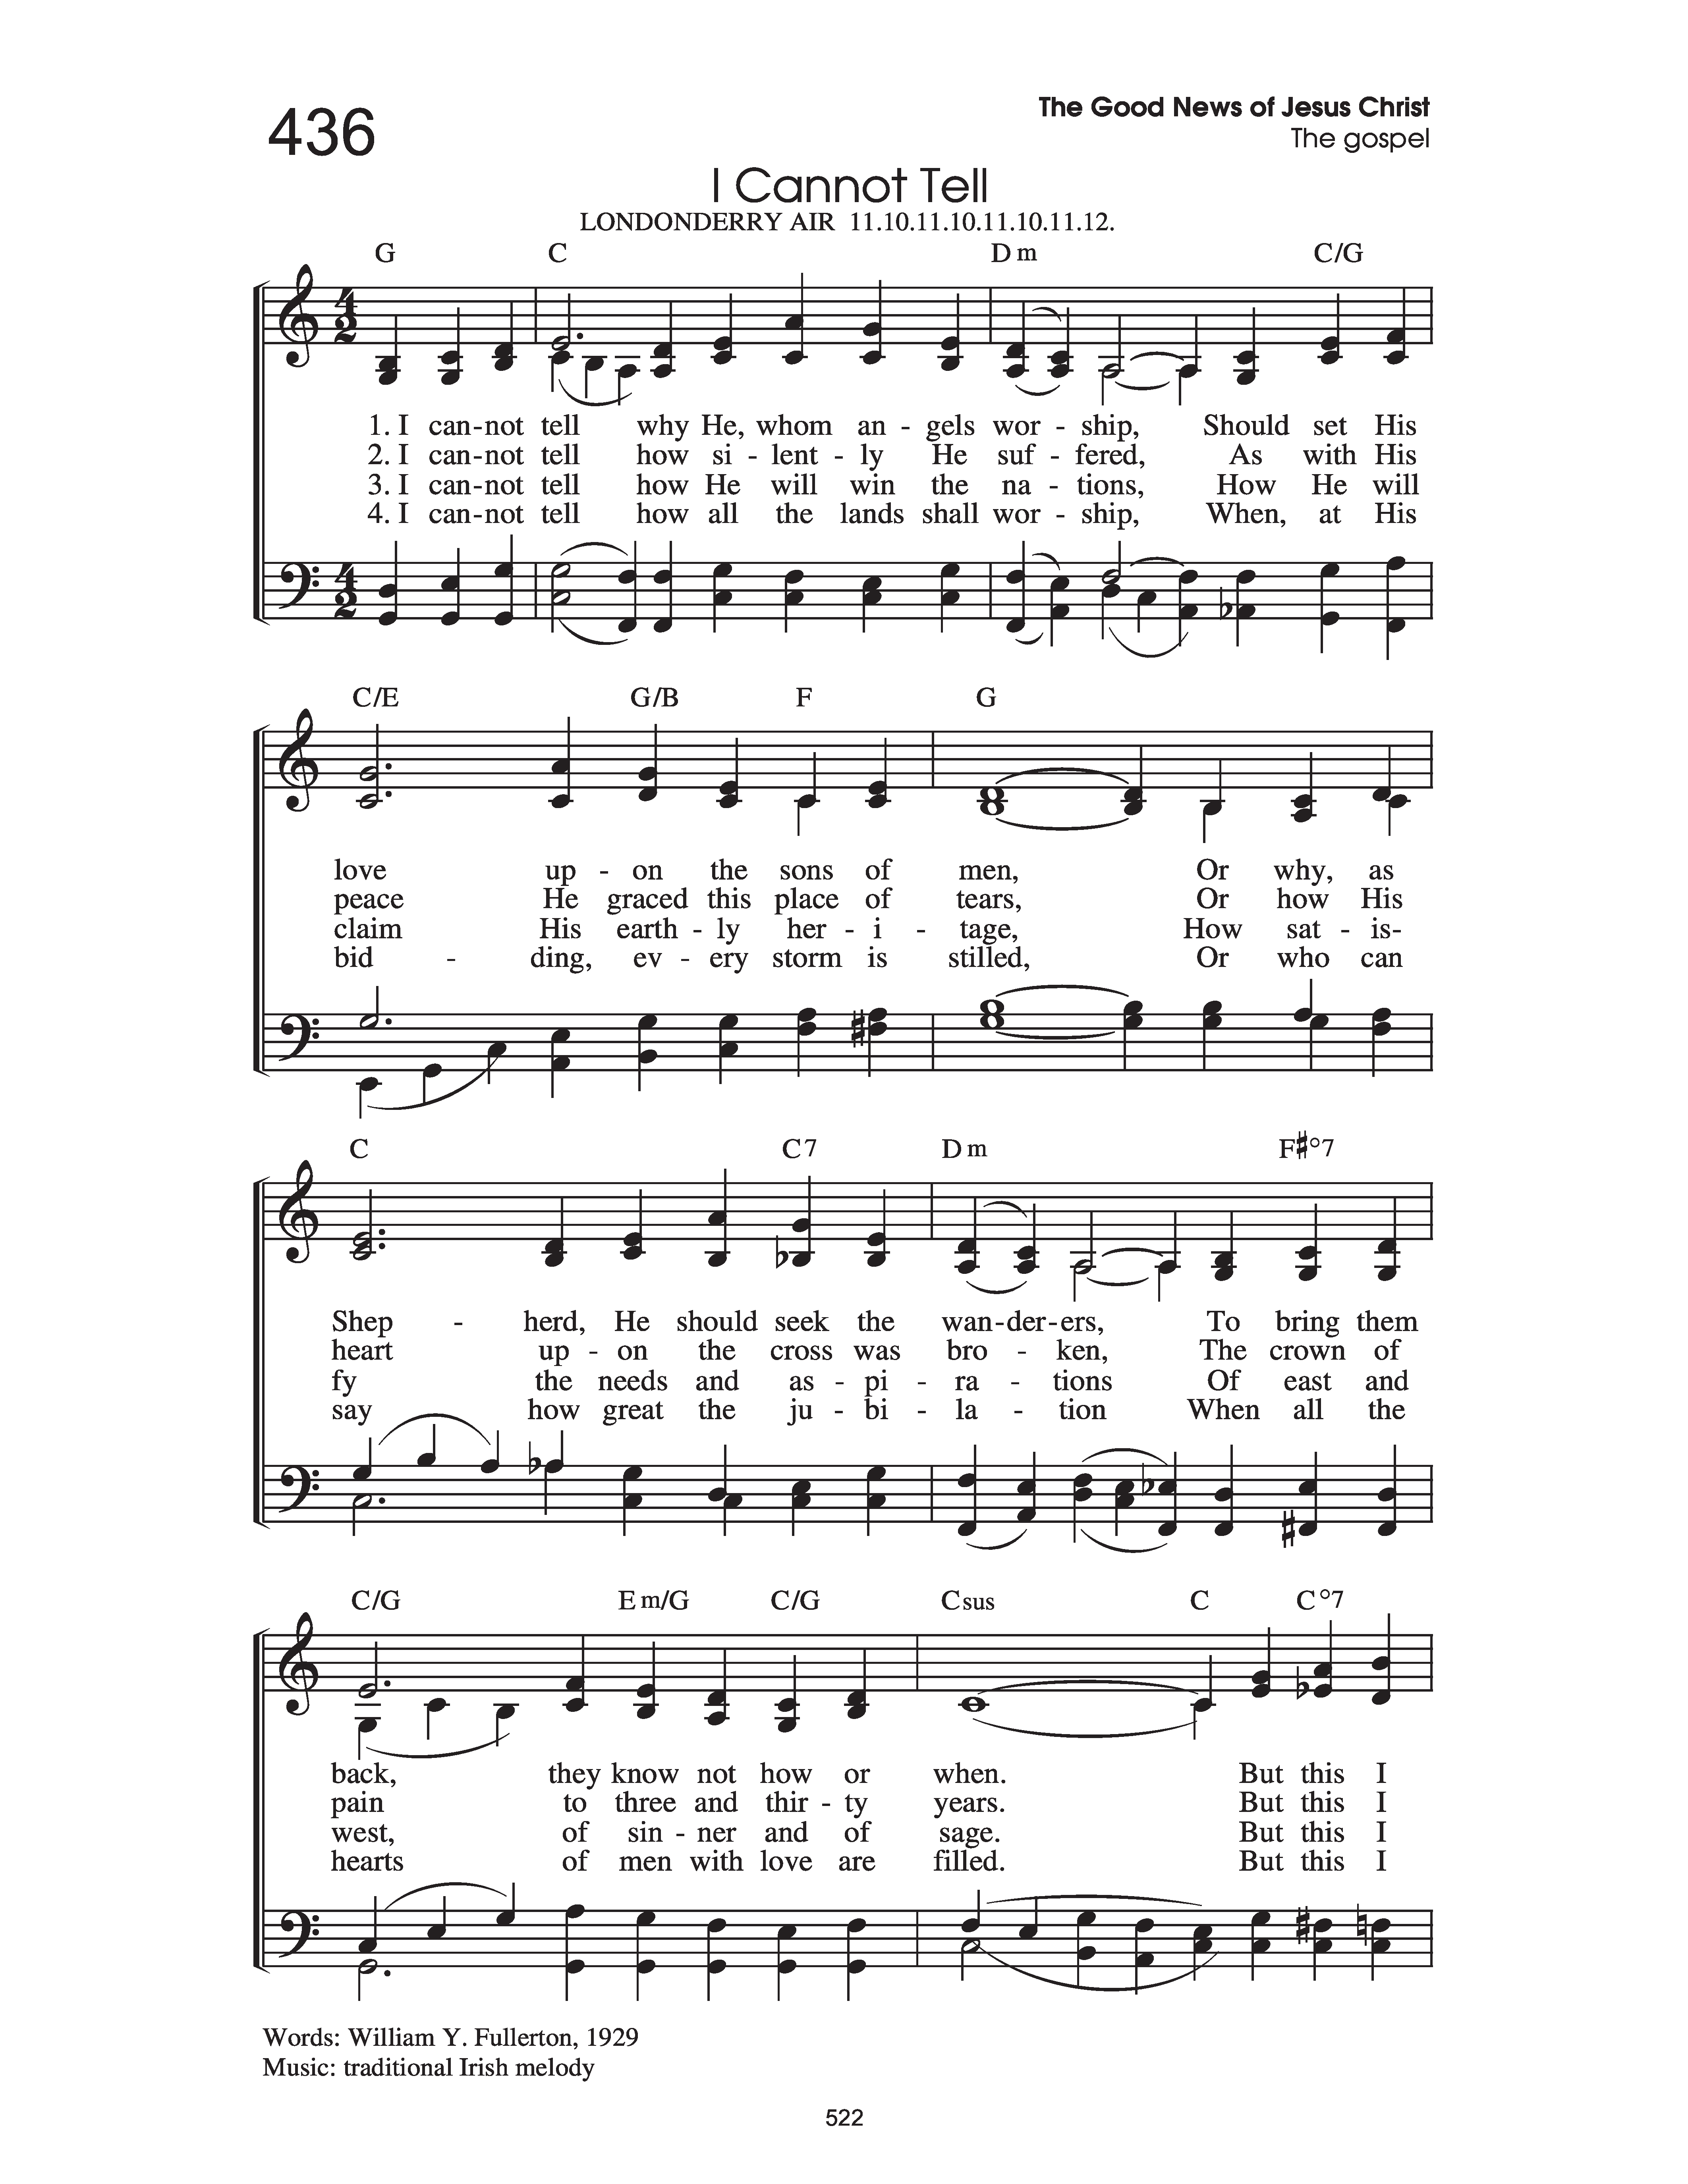 436
The Good News of Jesus Christ
The gospel
I Cannot Tell
LONDONDERRY AIR 11.10.11.10.11.10.11.12.
G C Dm C/G
4
2
1. I can-not tell why He, whom an - gels wor - ship, Should set His
2. I can-not tell how si - lent - ly He suf - fered, As with His
3. I can-not tell how He will win the na - tions, How He will
4. I can-not tell how all the lands shall wor - ship, When, at His
4
2
C/E G/B F G
love up - on the sons of men, Or why, as
peace He graced this place of tears, Or how His
claim His earth - ly her - i - tage, How sat - is-
bid - ding, ev - ery storm is stilled, Or who can
C C7 Dm F♯°7
Shep - herd, He should seek the wan-der-ers, To bring them
heart up - on the cross was bro - ken, The crown of
fy the needs and as - pi - ra - tions Of east and
say how great the ju - bi - la - tion When all the
C/G Em/G C/G Csus C C°7
back, they know not how or when. But this I
pain to three and thir - ty years. But this I
west, of sin - ner and of sage. But this I
hearts of men with love are filled. But this I
Words: William Y. Fullerton, 1929
Music: traditional Irish melody
522